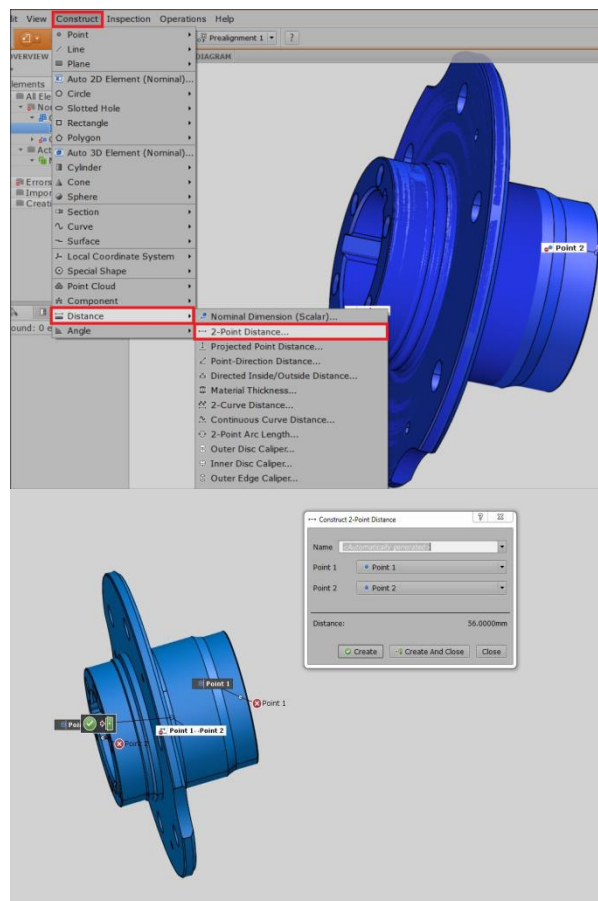 it View Construct Inspection Operations Help
Point
Prealignment 1
?
OVERVIEW
DIAGRAM
Line
Plane
lements
Auto 2D Element (Nominal)...
All Ele
Circle
Nor
Slotted Hole
Rectangle
Polygon
Act
Auto 3D Element (Nominal)...
Cylinder
Errors
Cone
Impor
Sphere
Creati
Section
Curve
Point 2
Surface
Local Coordinate System
Special Shape
Point Cloud
Component
Distance
Nominal Dimension (Scalar)...
ound: 0 e
Angle
2-Point Distance...
Projected Point Distance...
Point-Direction Distance...
Directed Inside/Outside Distance...
Material Thickness...
2-Curve Distance...
Continuous Curve Distance...
2-Point Arc Length...
Outer Disc Caliper...
Inner Disc Caliper...
Outer Edge Caliper...
Construct 2-Point Distance
Name <Automatically generated>
Point 1 Point 1
Point 2 Point 2
Distance: 56.0000mm
Create Create And Close Close
Point 1
Point 1
Point 1- -Point 2